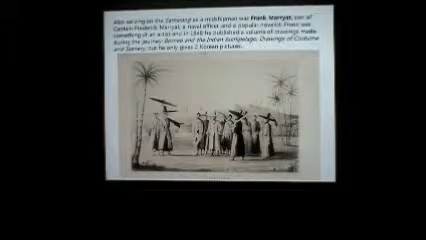 Also serving on the Samarang as a midshipman was Frank Marryat, son of
Captain Frederick Marryat, a naval officer and a popular novelist. Frank was
something of an artist and in 1848 he published a volume of drawings made
during the journey: Borneo and the Indian Archipelago: Drawings of Costume
and Scenery, but he only gives 2 Korean pictures.